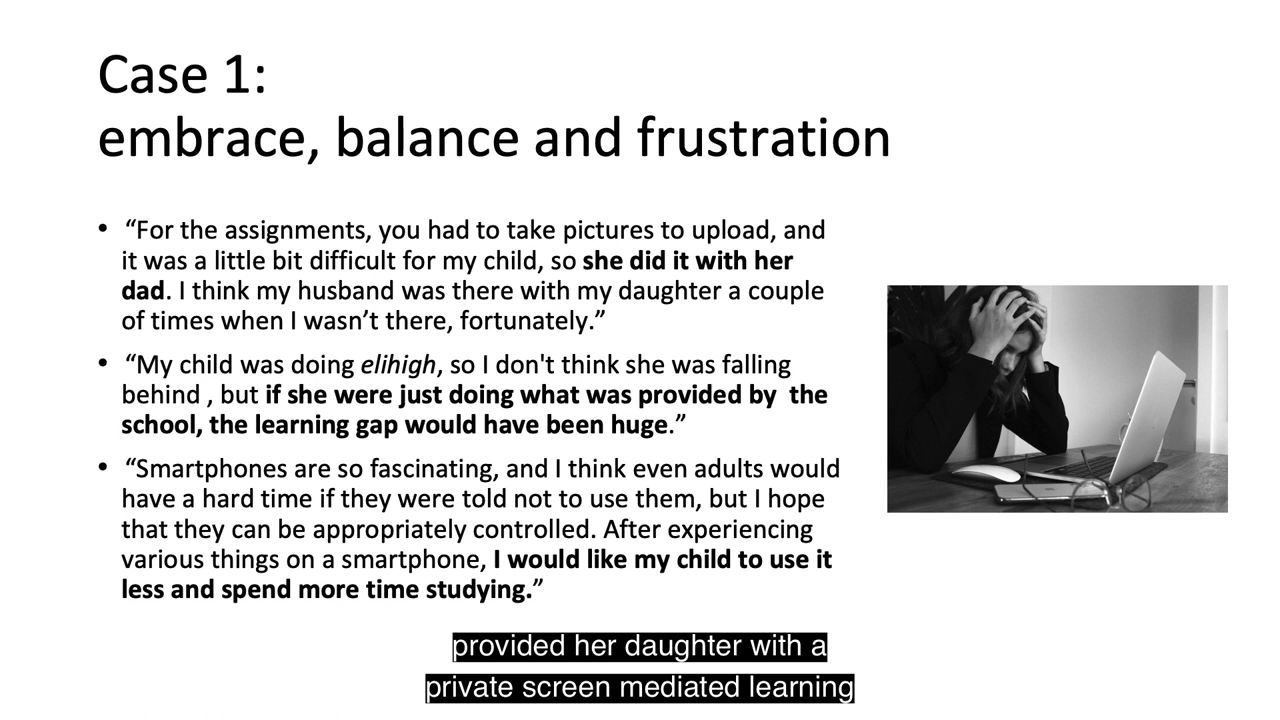 Case 1:
embrace, balance and frustration
• “For the assignments, you had to take pictures to upload, and
it was a little bit difficult for my child, so she did it with her
dad. I think my husband was there with my daughter a couple
of times when I wasn’t there, fortunately.”
• “My child was doing elihigh, so I don't think she was falling
behind , but if she were just doing what was provided by  the
school, the learning gap would have been huge.”
• “Smartphones are so fascinating, and I think even adults would
have a hard time if they were told not to use them, but I hope
that they can be appropriately controlled. After experiencing
various things on a smartphone, I would like my child to use it
less and spend more time studying.”
provided her daughter with a
private screen mediated learning